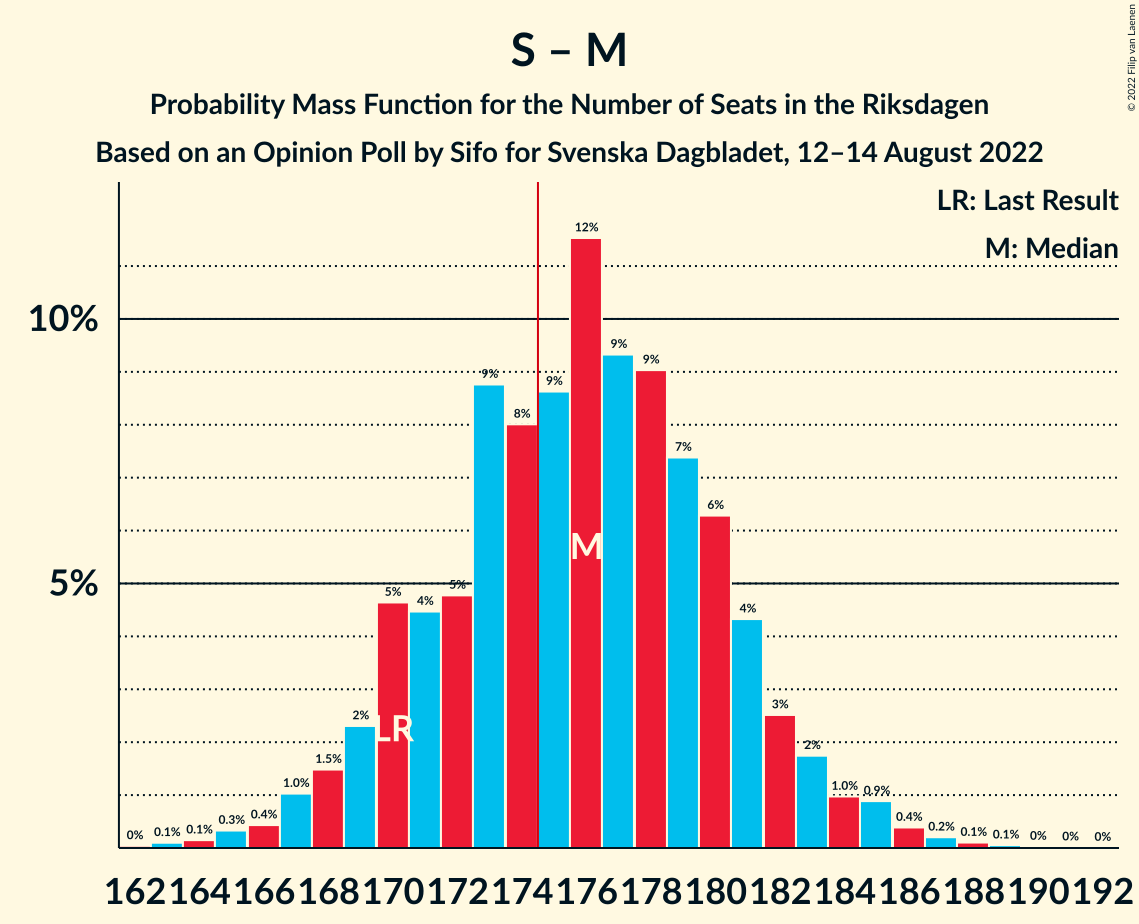 S – M
Probability Mass Function for the Number of Seats in the Riksdagen
Based on an Opinion Poll by Sifo for Svenska Dagbladet, 12–14 August 2022
© 2022 Filip van Laenen
LR: Last Result
M: Median
10%
5%
0% 0.1% 0.1% 0.3% 0.4% 1.0% 1.5% 2% 5% 4% 5% 9% 8% 9% 12% 9% 9% 7% 6% 4% 3% 2% 1.0% 0.9% 0.4% 0.2% 0.1% 0.1% 0% 0% 0%
M
LR
162 164 166 168 170 172 174 176 178 180 182 184 186 188 190 192